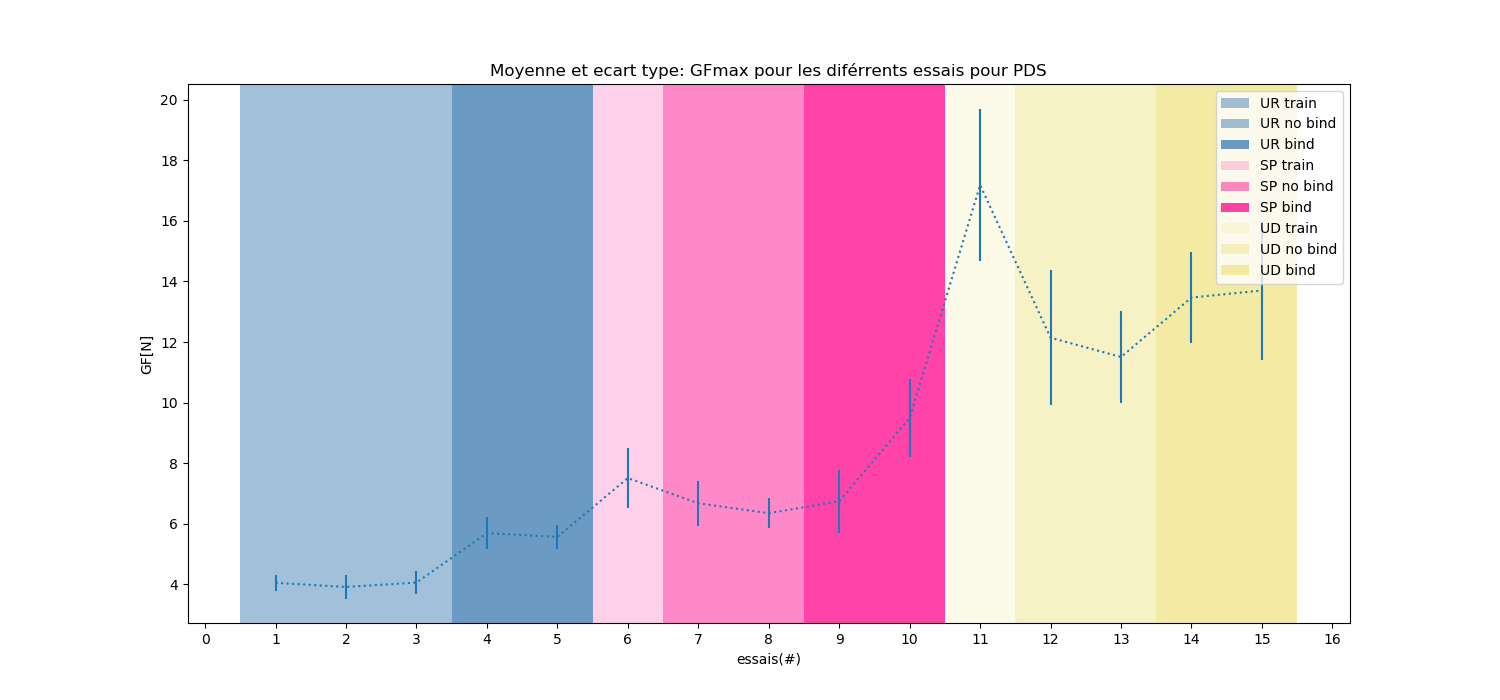 Moyenne et ecart type: GFmax pour les diférrents essais pour PDS
20
18
16
14
12
10
8
6
4
GF[N]
UR train
UR no bind
UR bind
SP train
SP no bind
SP bind
UD train
UD no bind
UD bind
0 1 2 3 4 5 6 7 8 9 10 11 12 13 14 15 16
essais(#)